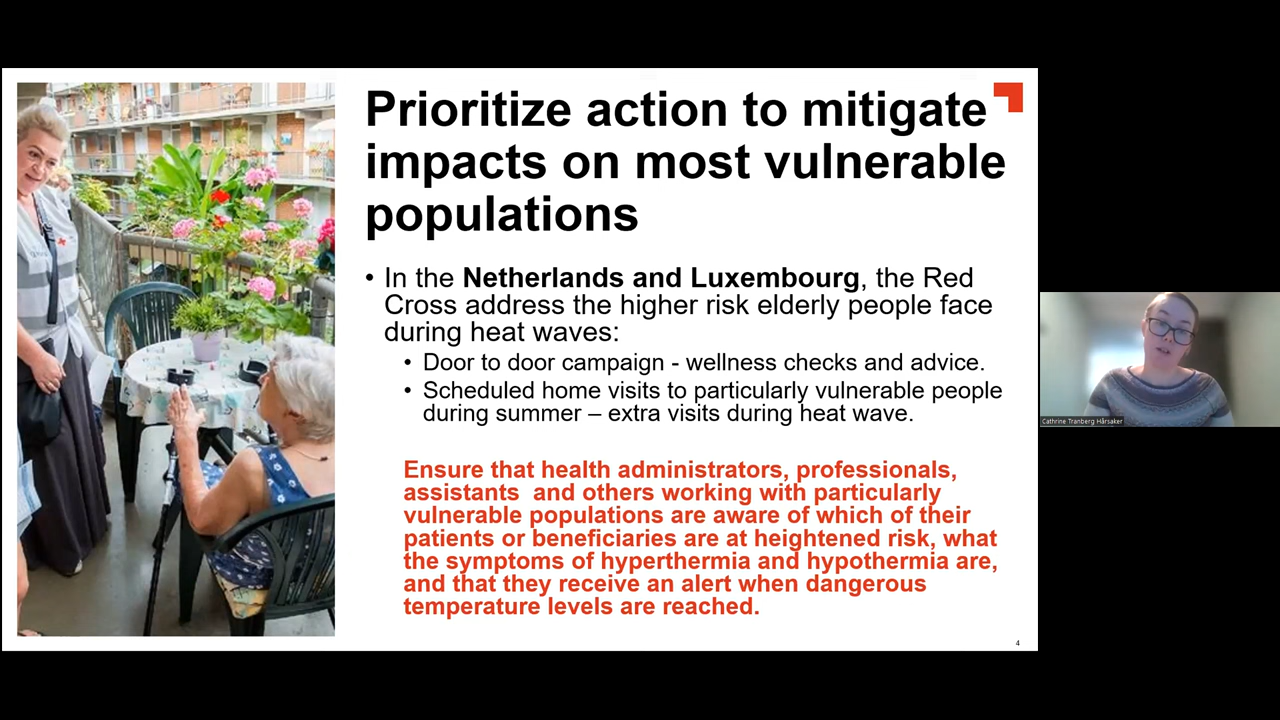 Prioritize action to mitigate
impacts on most vulnerable
populations
• In the Netherlands and Luxembourg, the Red
Cross address the higher risk elderly people face
during heat waves:
• Door to door campaign - wellness checks and advice.
• Scheduled home visits to particularly vulnerable people
during summer – extra visits during heat wave.
Ensure that health administrators, professionals,
assistants and others working with particularly
vulnerable populations are aware of which of their
patients or beneficiaries are at heightened risk, what
the symptoms of hyperthermia and hypothermia are,
and that they receive an alert when dangerous
temperature levels are reached.
4
Cathrine Tranberg Hårsaker